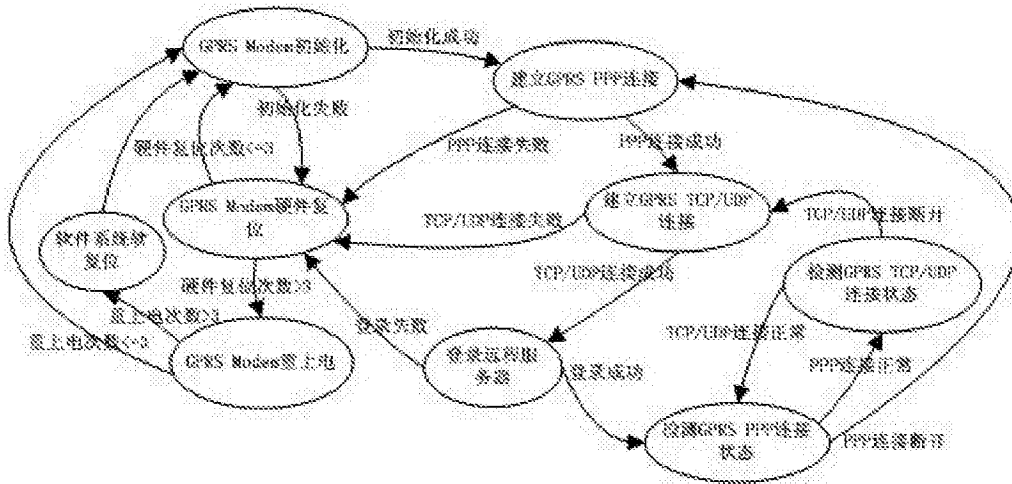 GPRS Modem初始化
初始化成功
建立GPRS PPP连接
初始化失败
硬件复位次数<=3
PPP连接失败
PPP连接成功
GPRS Modem硬件复
位
建立GPRS TCP/UDP
连接
TCP/UDP连接断开
TCP/UDP连接失败
软件系统软
复位
检测GPRS TCP/UDP
连接状态
TCP/UDP连接成功
硬件复位次数>3
重上电次数>3
重上电次数<=3
登录失败
TCP/UDP连接正常
GPRS Modem重上电
登录远程服
务器
登录成功
PPP连接正常
检测GPRS PPP连接
状态
PPP连接断开